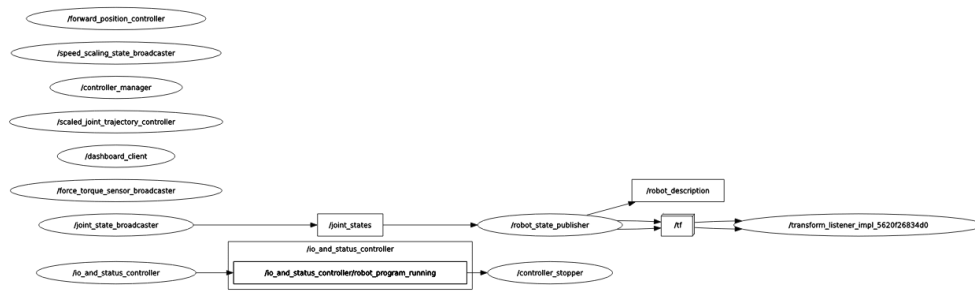 /forward_position_controller
/speed_scaling_state_broadcaster
/controller_manager
/scaled_joint_trajectory_controller
/dashboard_client
/force_torque_sensor_broadcaster
/robot_description
/joint_state_broadcaster
/joint_states
/robot_state_publisher
/tf
/transform_listener_impl_5620f26834d0
/io_and_status_controller
/io_and_status_controller
/io_and_status_controller/robot_program_running
/controller_stopper